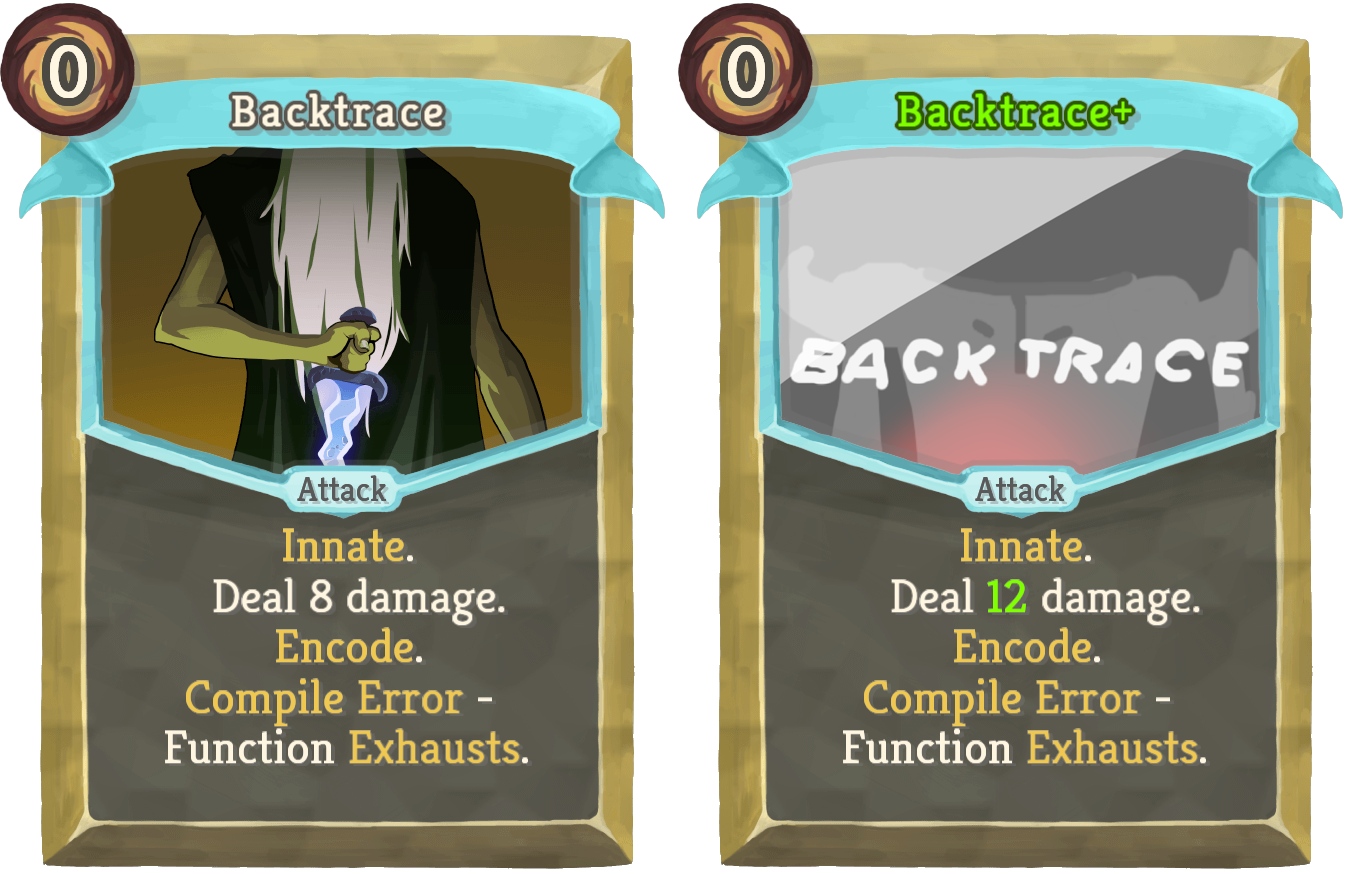 0
Backtrace
Attack
Innate.
Deal 8 damage.
Encode.
Compile Error -
Function Exhausts.
0
Backtrace+
BACK TRACE
Attack
Innate.
Deal 12 damage.
Encode.
Compile Error -
Function Exhausts.